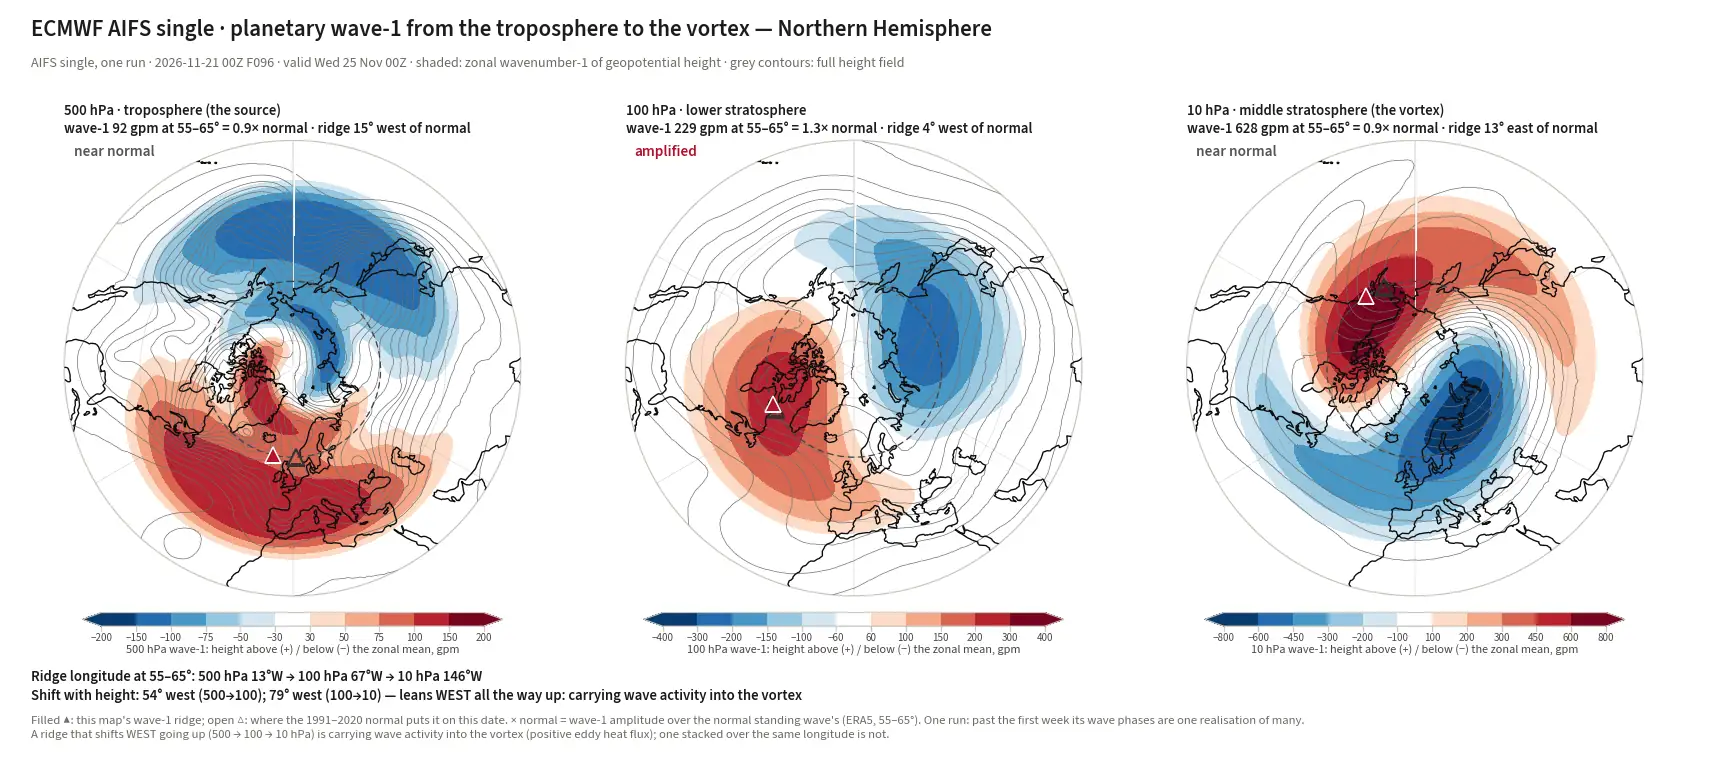 ECMWF AIFS single · planetary wave-1 from the troposphere to the vortex — Northern Hemisphere
AIFS single, one run · 2026-11-21 00Z F096 · valid Wed 25 Nov 00Z · shaded: zonal wavenumber-1 of geopotential height · grey contours: full height field
500 hPa · troposphere (the source)
wave-1 92 gpm at 55–65° = 0.9× normal · ridge 15° west of normal
near normal
100 hPa · lower stratosphere
wave-1 229 gpm at 55–65° = 1.3× normal · ridge 4° west of normal
amplified
10 hPa · middle stratosphere (the vortex)
wave-1 628 gpm at 55–65° = 0.9× normal · ridge 13° east of normal
near normal
−200 −150 −100 −75 −50 −30 30 50 75 100 150 200
500 hPa wave-1: height above (+) / below (−) the zonal mean, gpm
−400 −300 −200 −150 −100 −60 60 100 150 200 300 400
100 hPa wave-1: height above (+) / below (−) the zonal mean, gpm
−800 −600 −450 −300 −200 −100 100 200 300 450 600 800
10 hPa wave-1: height above (+) / below (−) the zonal mean, gpm
Ridge longitude at 55–65°: 500 hPa 13°W → 100 hPa 67°W → 10 hPa 146°W
Shift with height: 54° west (500→100); 79° west (100→10) — leans WEST all the way up: carrying wave activity into the vortex
Filled ▲: this map's wave-1 ridge; open △: where the 1991–2020 normal puts it on this date. × normal = wave-1 amplitude over the normal standing wave's (ERA5, 55–65°). One run: past the first week its wave phases are one realisation of many.
A ridge that shifts WEST going up (500 → 100 → 10 hPa) is carrying wave activity into the vortex (positive eddy heat flux); one stacked over the same longitude is not.